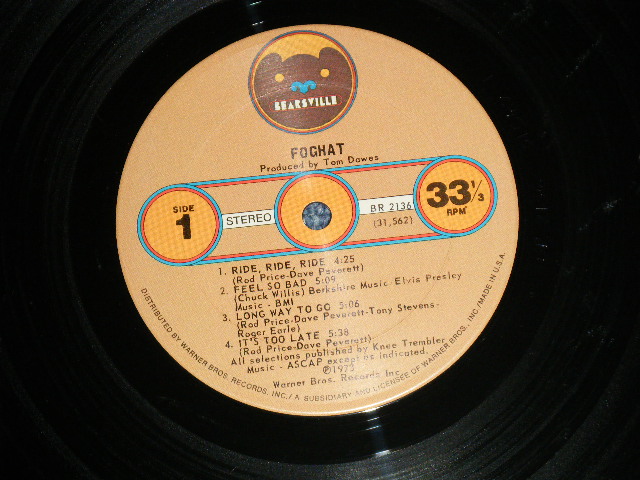 BEARSVILLE
FOGHAT
Produced by Tom Dawes
SIDE
1
STEREO
BR 2136
(31,562)
33 1/3
RPM
1. RIDE, RIDE, RIDE 4:25
(Rod Price-Dave Peverett)
2. FEEL SO BAD 5:09
(Chuck Willis) Berkshire Music/Elvis Presley
Music - BMI
3. LONG WAY TO GO 5:06
(Rod Price-Dave Peverett-Tony Stevens-
Roger Earle)
4. IT'S TOO LATE 5:38
(Rod Price-Dave Peverett)
All selections published by Knee Trembler
Music - ASCAP except as indicated.
℗1973
Warner Bros. Records Inc.
DISTRIBUTED BY WARNER BROS. RECORDS, INC./A SUBSIDIARY AND LICENSEE OF WARNER BROS., INC./MADE IN U.S.A.